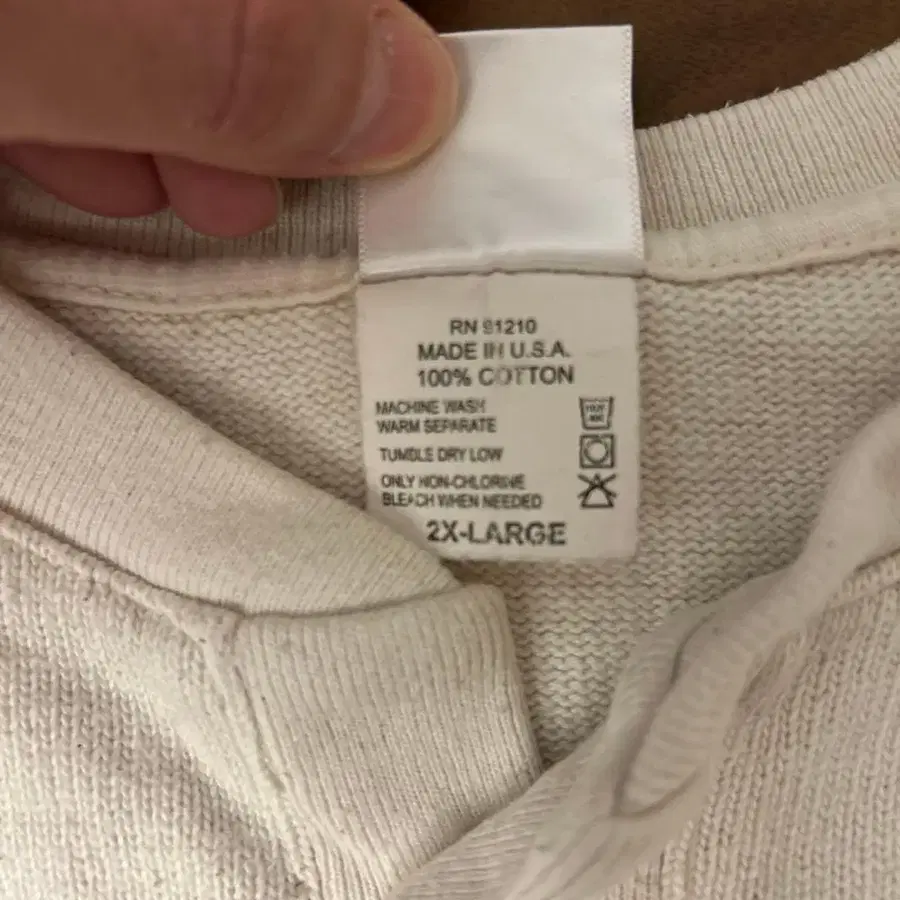 RN 91210
MADE IN U.S.A.
100% COTTON
MACHINE WASH
WARM SEPARATE
TUMBLE DRY LOW
ONLY NON-CHLORINE
BLEACH WHEN NEEDED
2X-LARGE